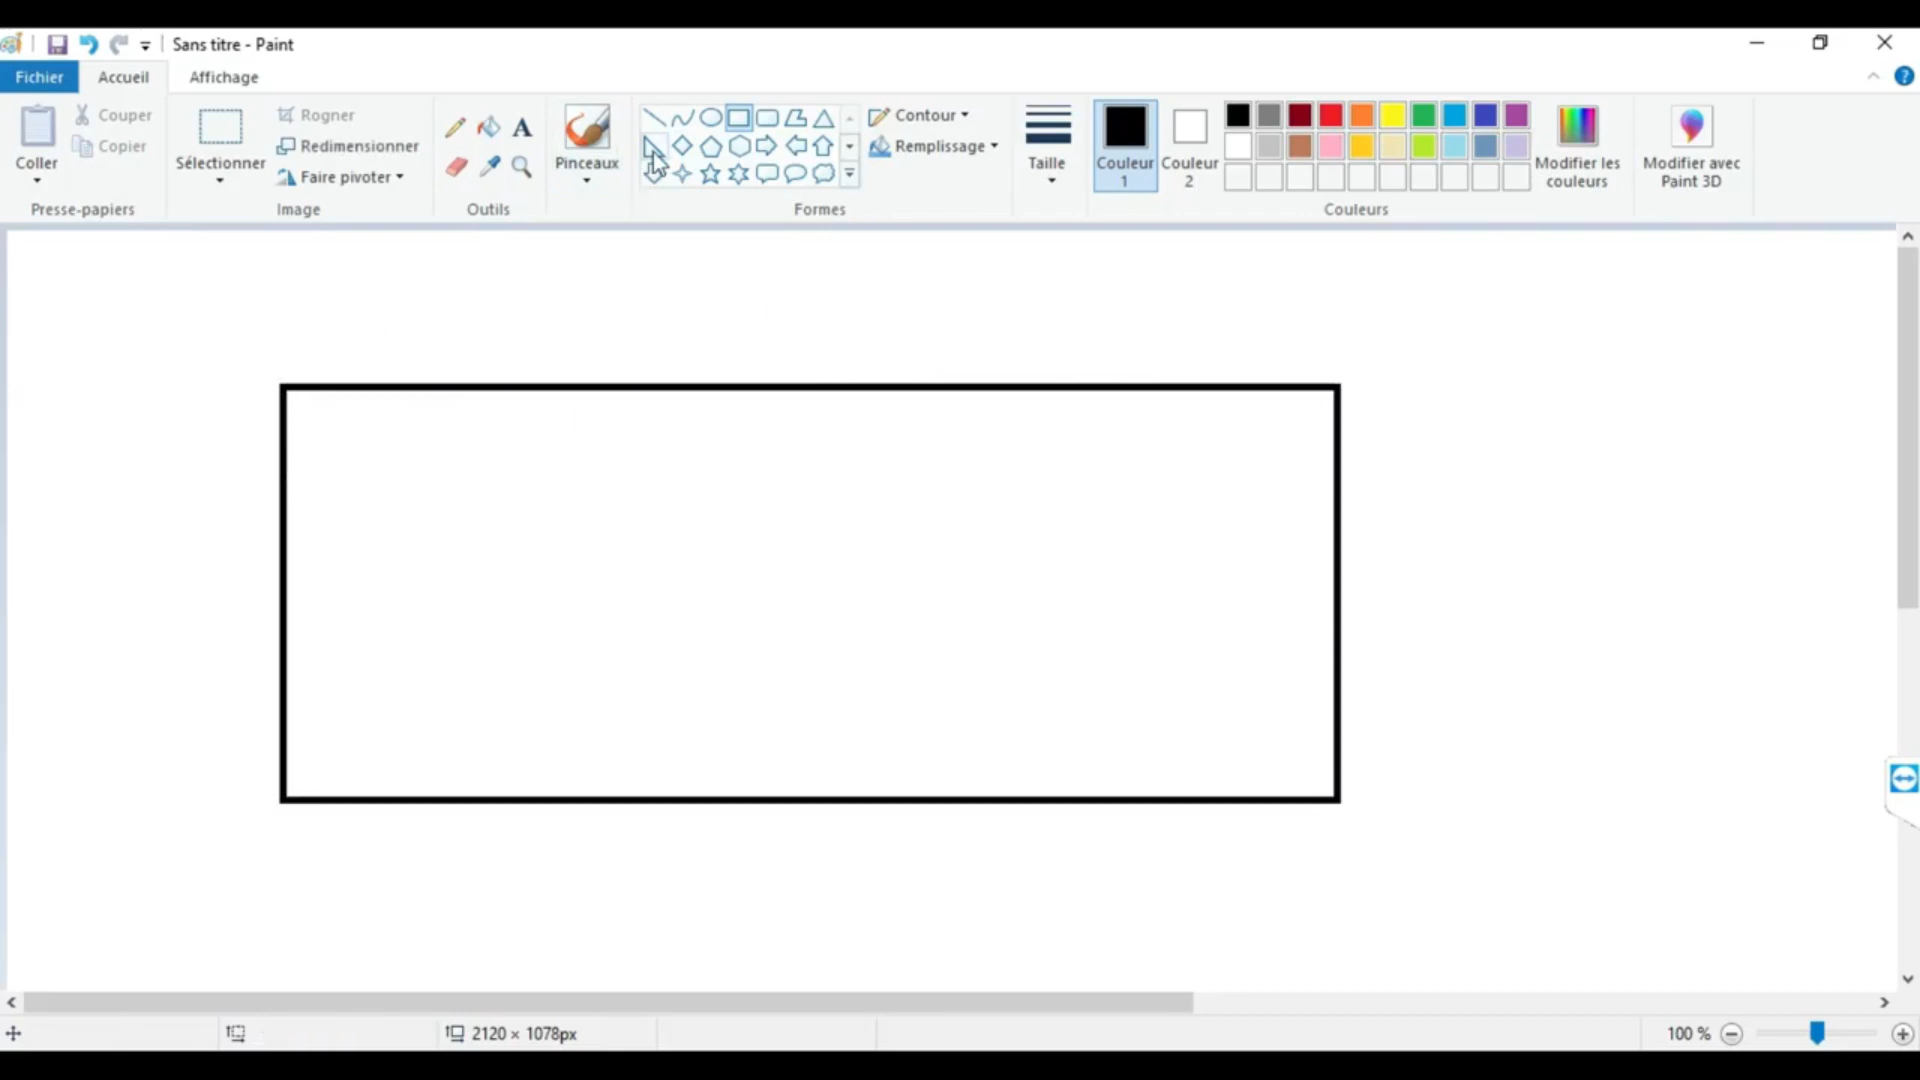 Sans titre - Paint
Fichier Accueil Affichage
Coller
Couper
Copier
Presse-papiers
Sélectionner
Rogner
Redimensionner
Faire pivoter
Image
A
Outils
Pinceaux
Contour
Remplissage
Formes
Taille
Couleur
1
Couleur
2
Modifier les
couleurs
Couleurs
Modifier avec
Paint 3D
2120 × 1078px
100 %